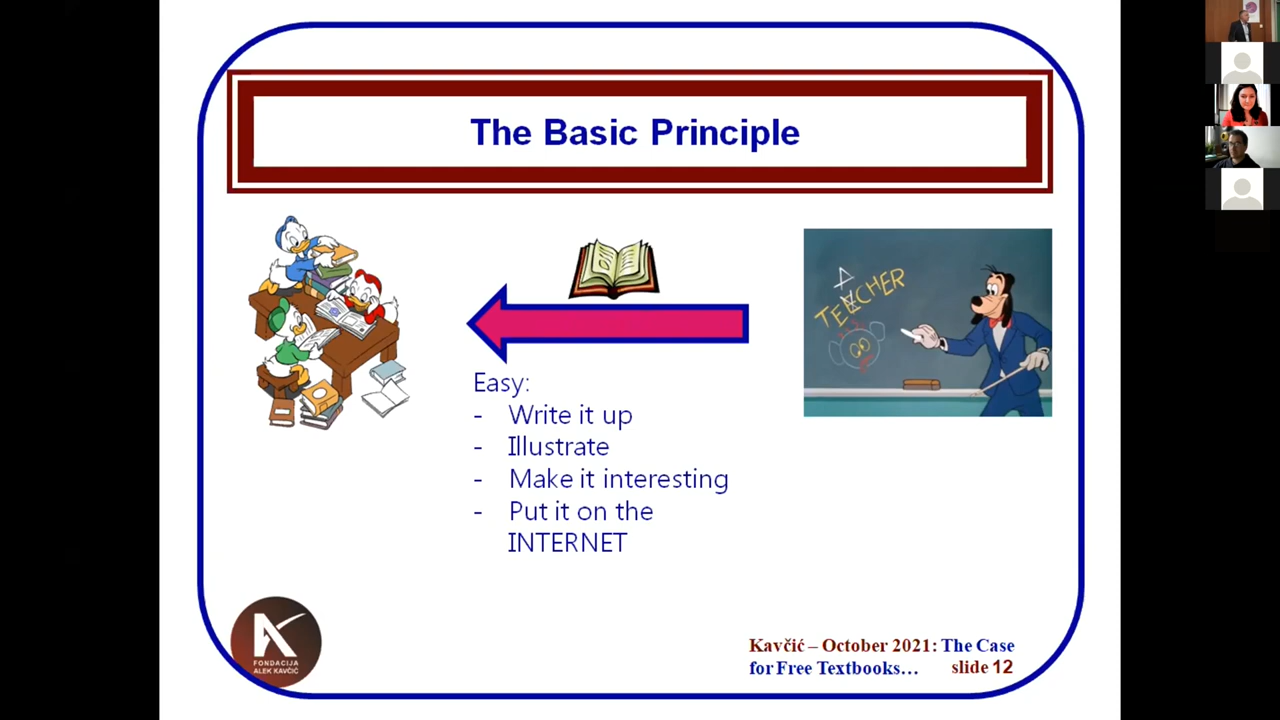 The Basic Principle
A
TEACHER
Easy:
- Write it up
- Illustrate
- Make it interesting
- Put it on the
INTERNET
FONDACIJA
ALEK KAVČIĆ
Kavčić – October 2021: The Case
for Free Textbooks… slide 12